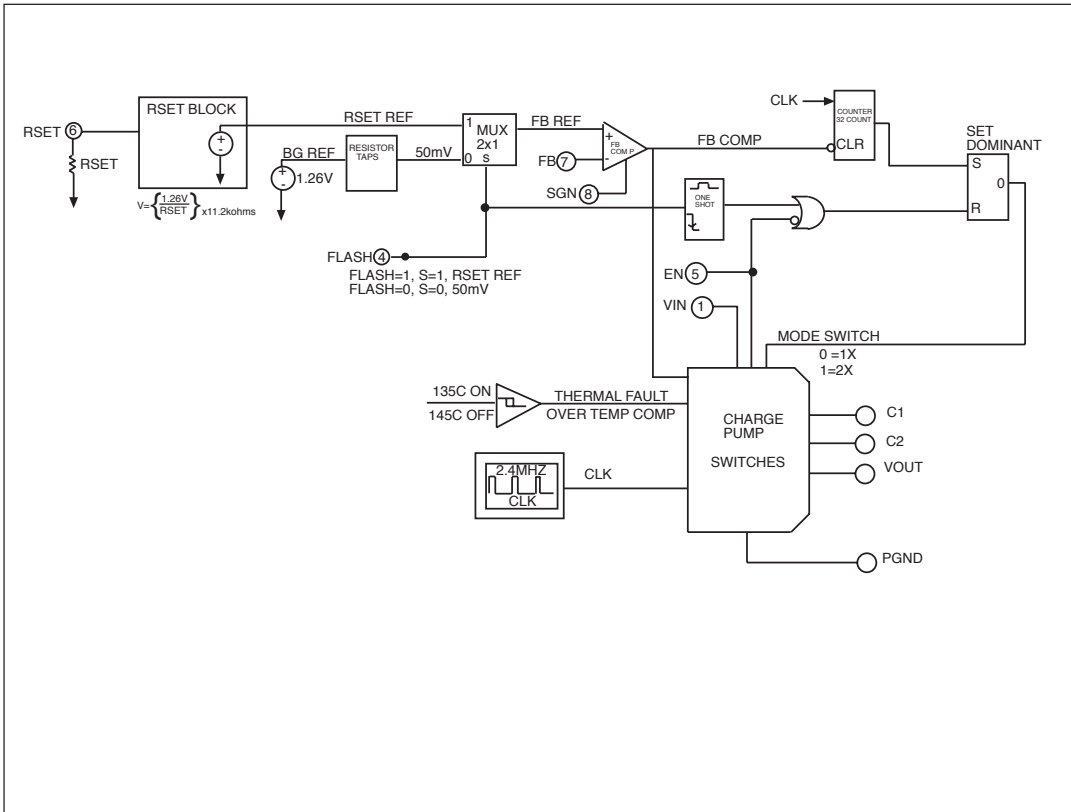 RSET 6
RSET
RSET BLOCK
+
-
V={1.26V/RSET}x11.2kohms
RSET REF
BG REF
+
-
1.26V
RESISTOR
TAPS
50mV
1
MUX
2x1
0 s
FB REF
+
FB
COM P
-
FB 7
SGN 8
FB COMP
CLK
COUNTER
32 COUNT
CLR
SET
DOMINANT
S
0
R
ONE
SHOT
FLASH 4
FLASH=1, S=1, RSET REF
FLASH=0, S=0, 50mV
EN 5
VIN 1
MODE SWITCH
0 =1X
1=2X
135C ON
145C OFF
THERMAL FAULT
OVER TEMP COMP
2.4MHZ
CLK
CLK
CHARGE
PUMP
SWITCHES
C1
C2
VOUT
PGND